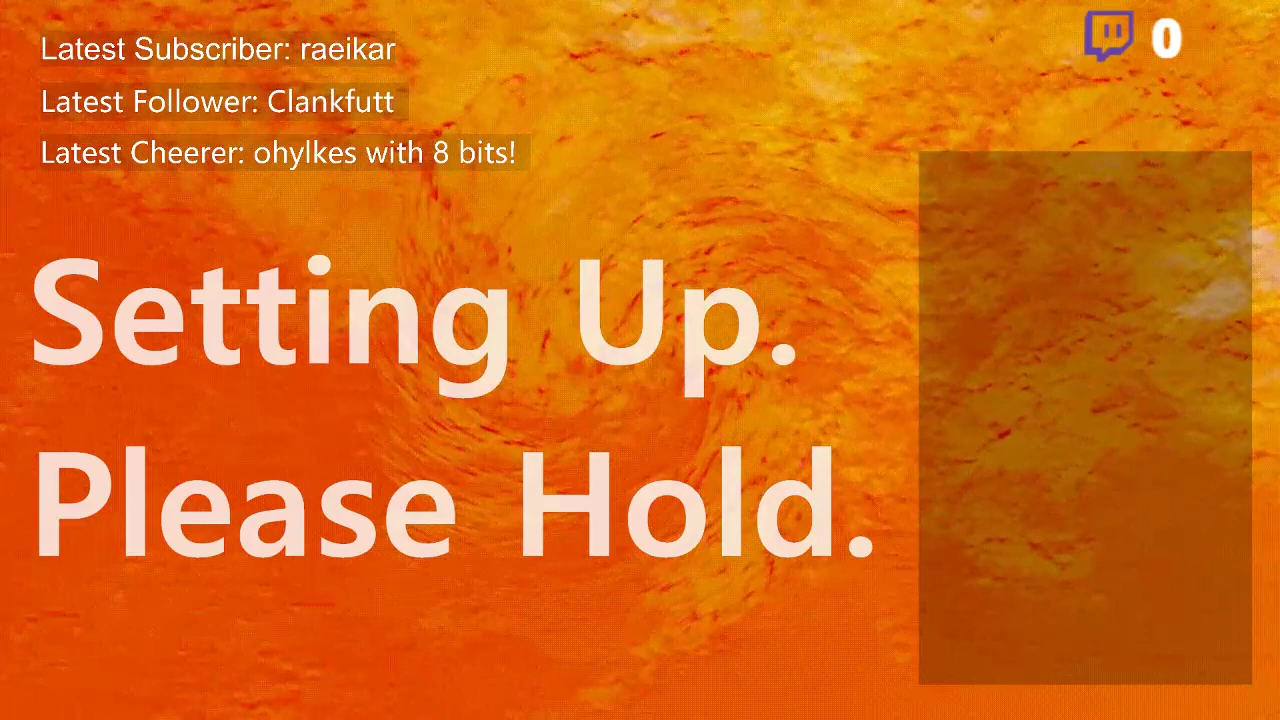 Latest Subscriber: raeikar
0
Latest Follower: Clankfutt
Latest Cheerer: ohylkes with 8 bits!
Setting Up.
Please Hold.